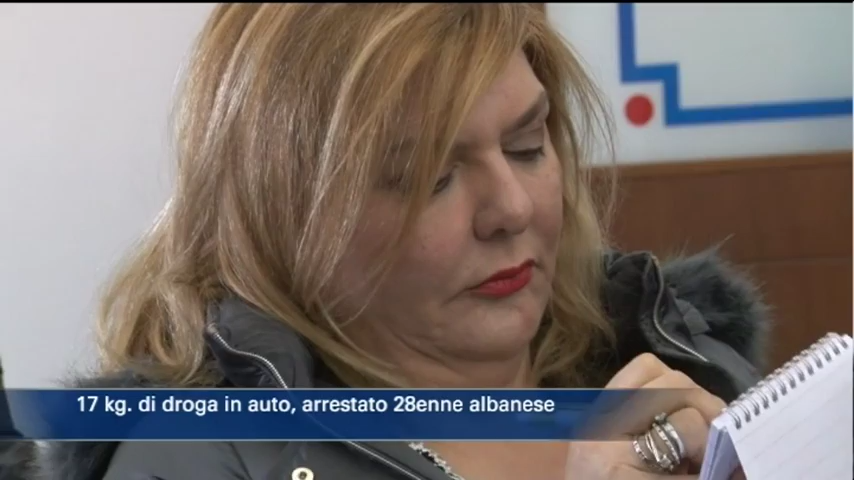 17 kg. di droga in auto, arrestato 28enne albanese